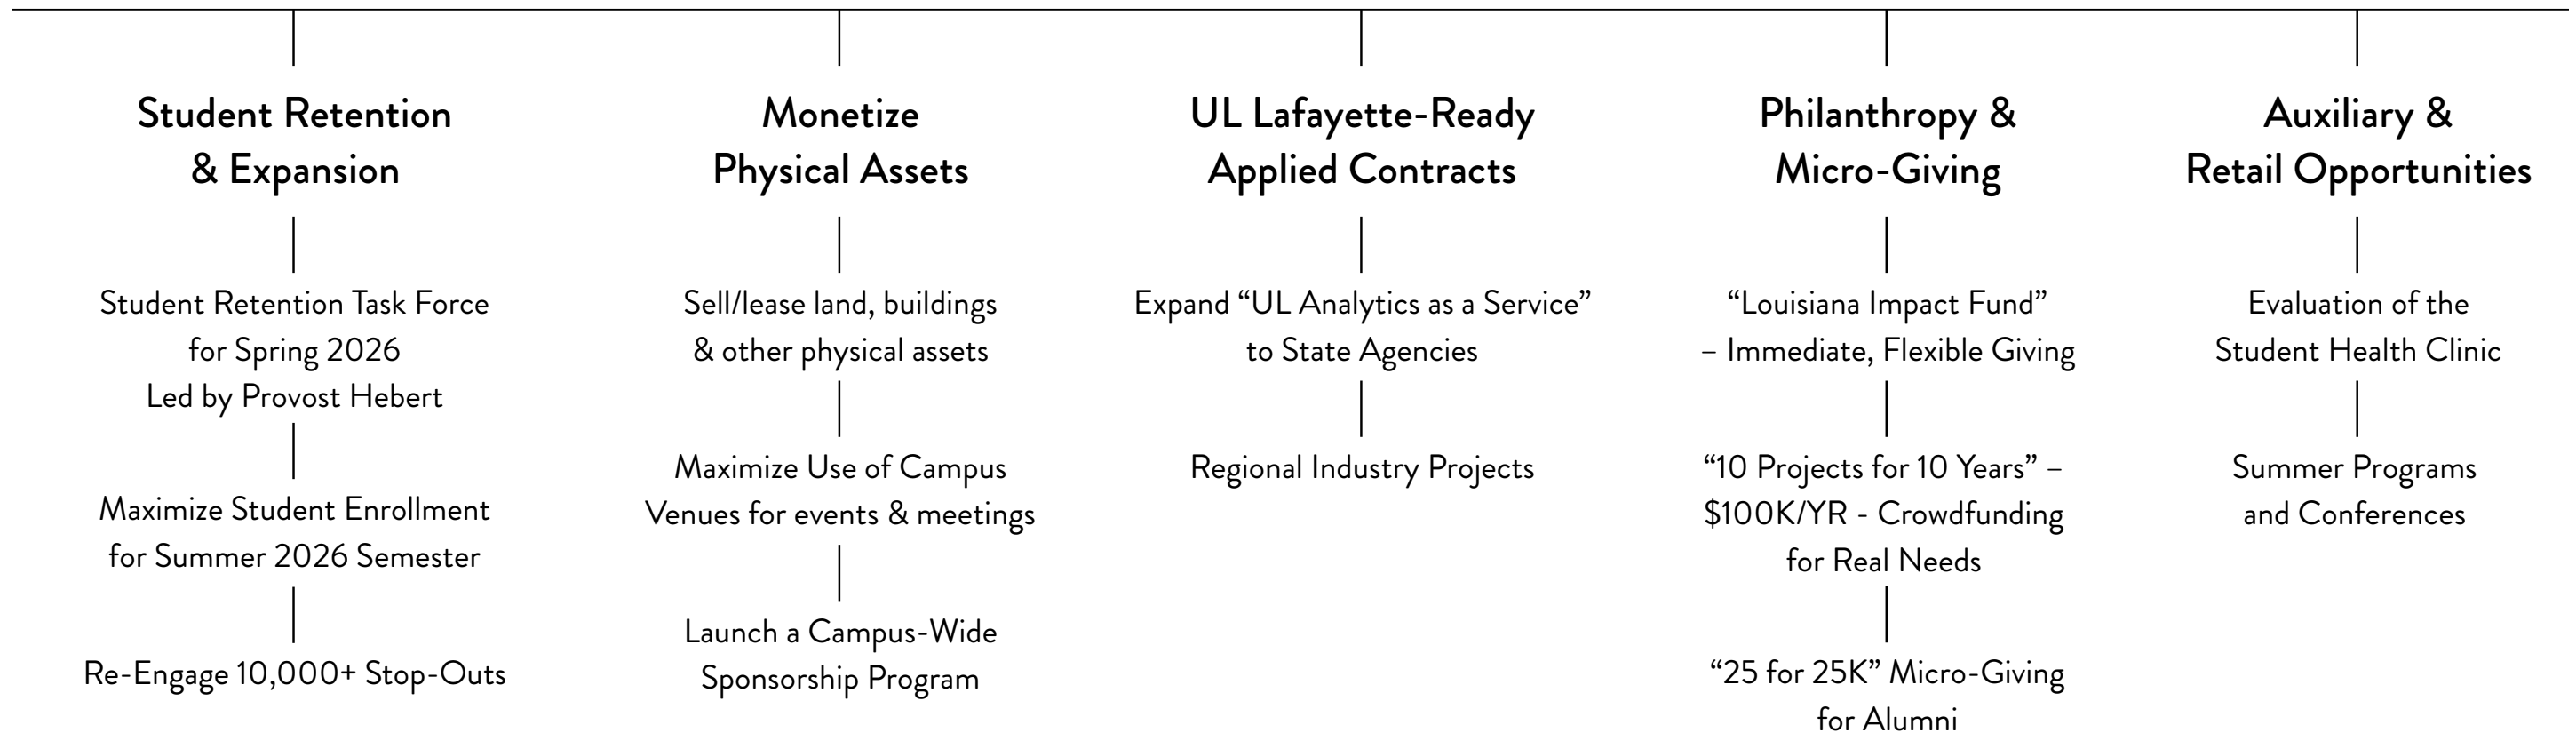 Student Retention
& Expansion
Student Retention Task Force
for Spring 2026
Led by Provost Hebert
Maximize Student Enrollment
for Summer 2026 Semester
Re-Engage 10,000+ Stop-Outs
Monetize
Physical Assets
Sell/lease land, buildings
& other physical assets
Maximize Use of Campus
Venues for events & meetings
Launch a Campus-Wide
Sponsorship Program
UL Lafayette-Ready
Applied Contracts
Expand “UL Analytics as a Service”
to State Agencies
Regional Industry Projects
Philanthropy &
Micro-Giving
“Louisiana Impact Fund”
– Immediate, Flexible Giving
“10 Projects for 10 Years” –
$100K/YR - Crowdfunding
for Real Needs
“25 for 25K” Micro-Giving
for Alumni
Auxiliary &
Retail Opportunities
Evaluation of the
Student Health Clinic
Summer Programs
and Conferences